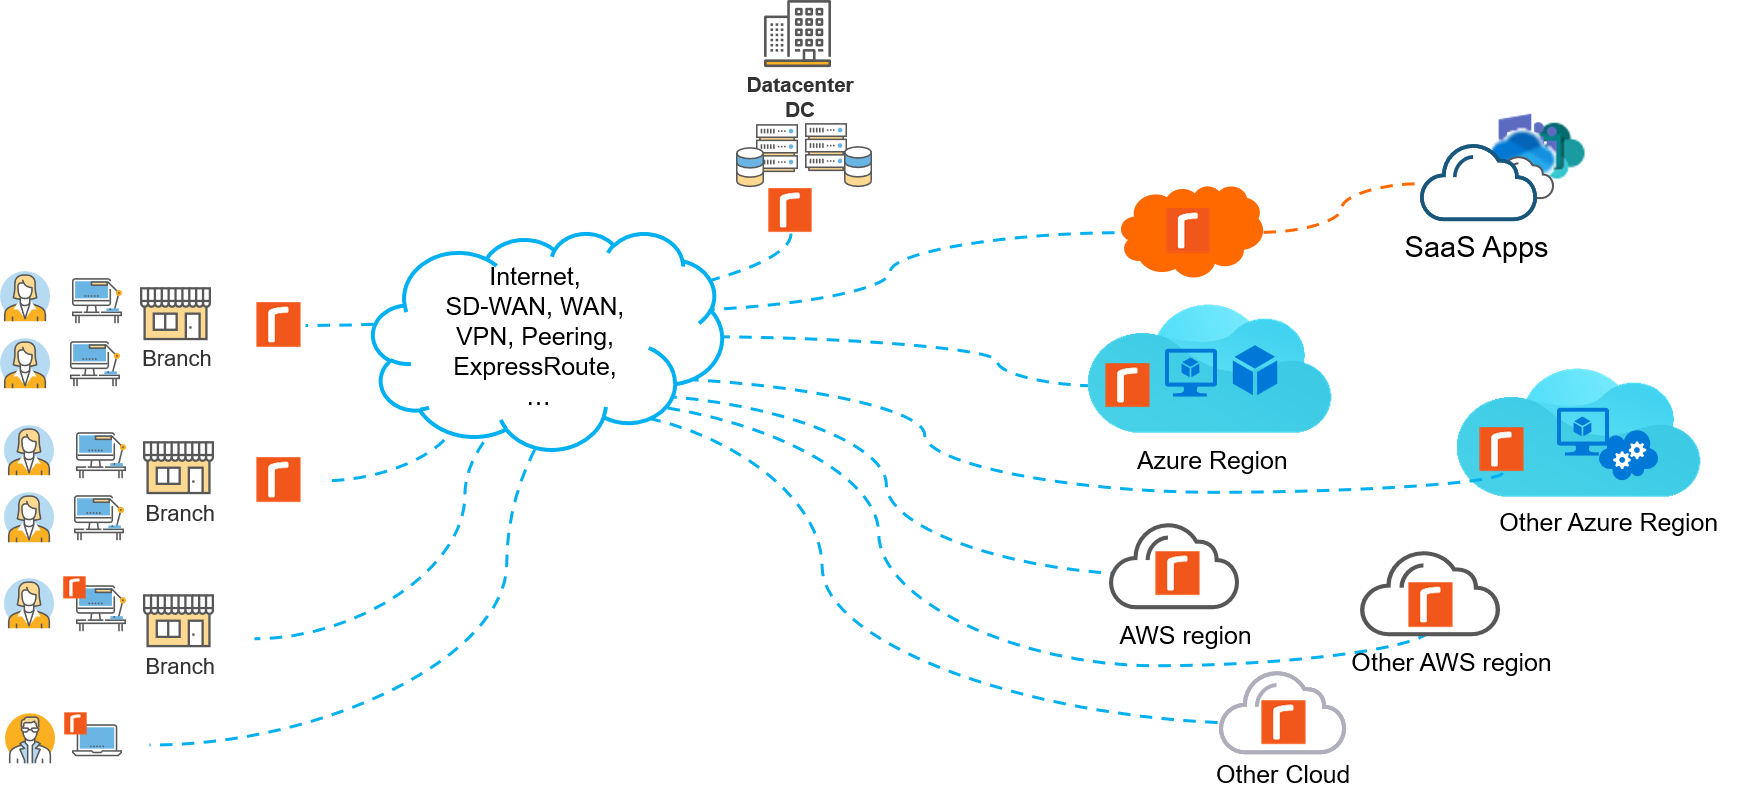 Datacenter
DC
SaaS Apps
Internet,
SD-WAN, WAN,
VPN, Peering,
ExpressRoute,
...
Branch
Azure Region
Branch
Other Azure Region
AWS region
Other AWS region
Branch
Other Cloud